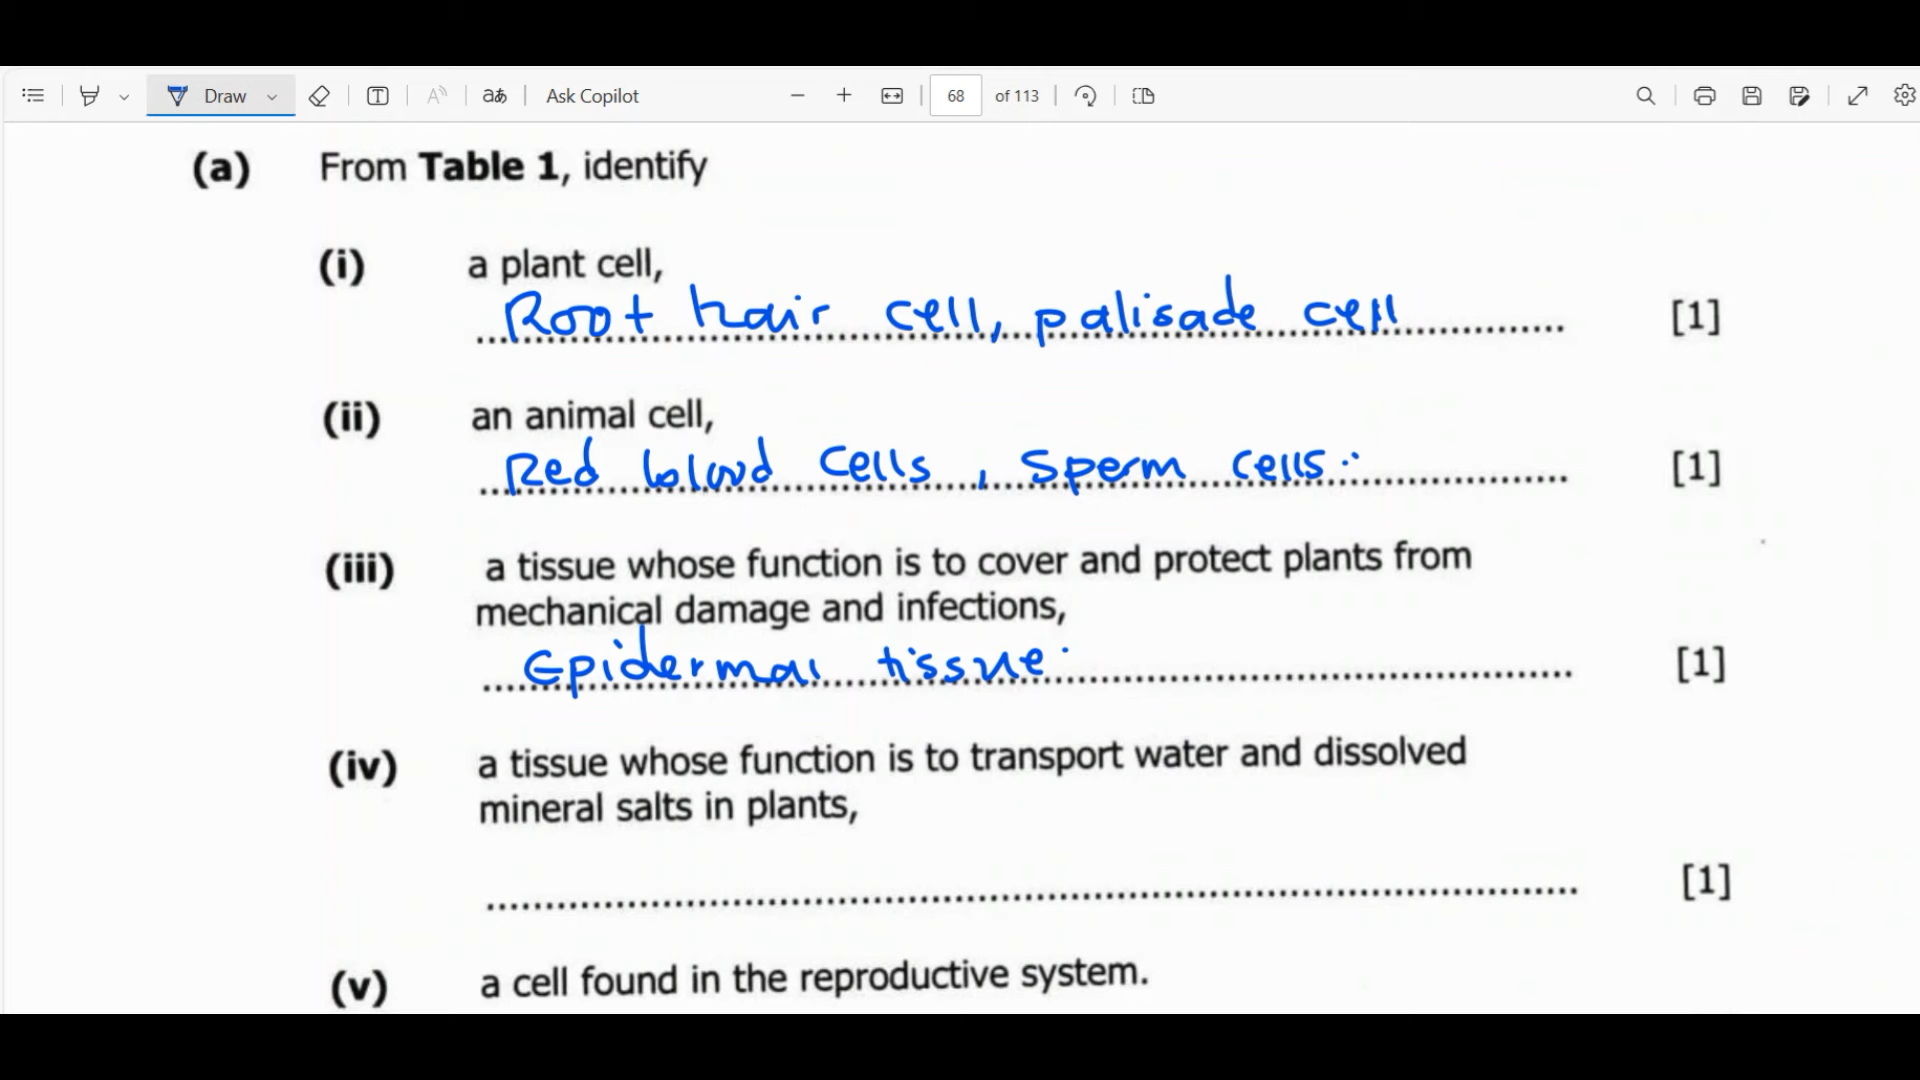 Draw Ask Copilot 68 of 113
(a) From Table 1, identify
(i) a plant cell,
Root hair cell, palisade cell [1]
(ii) an animal cell,
Red blood cells, Sperm cells. [1]
(iii) a tissue whose function is to cover and protect plants from
mechanical damage and infections,
Epidermal tissue. [1]
(iv) a tissue whose function is to transport water and dissolved
mineral salts in plants,
[1]
(v) a cell found in the reproductive system.